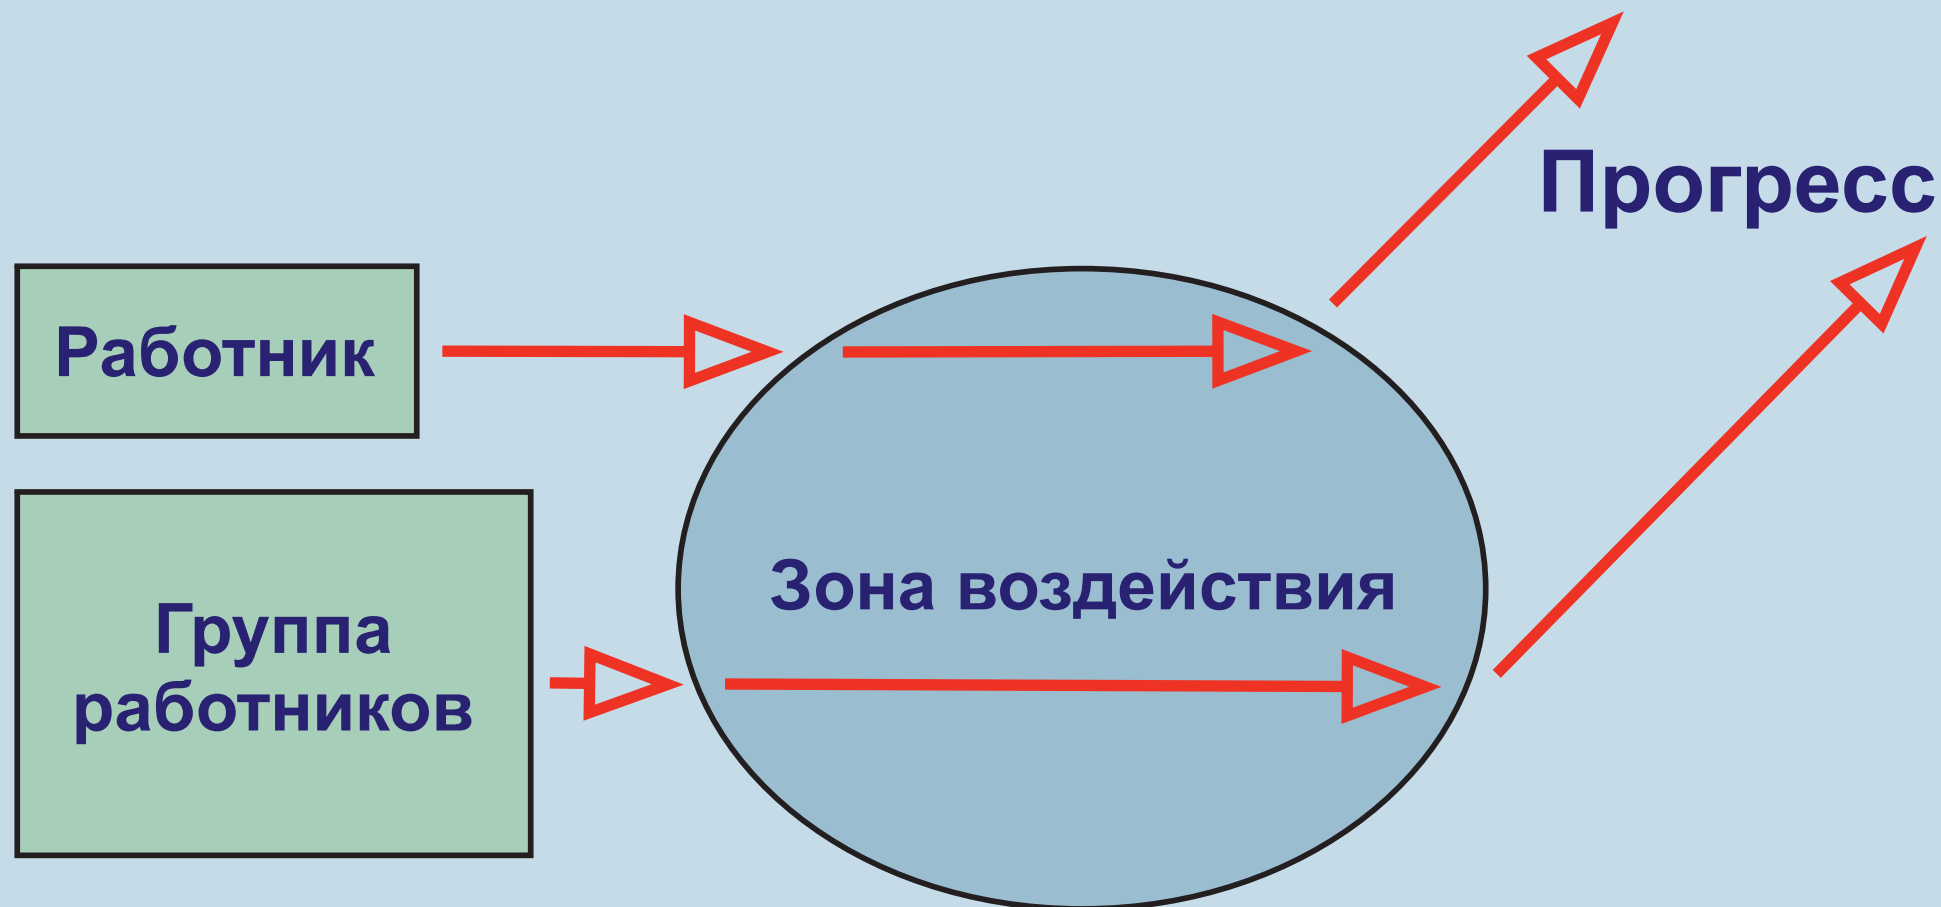 Прогресс
Работник
Зона воздействия
Группа
работников